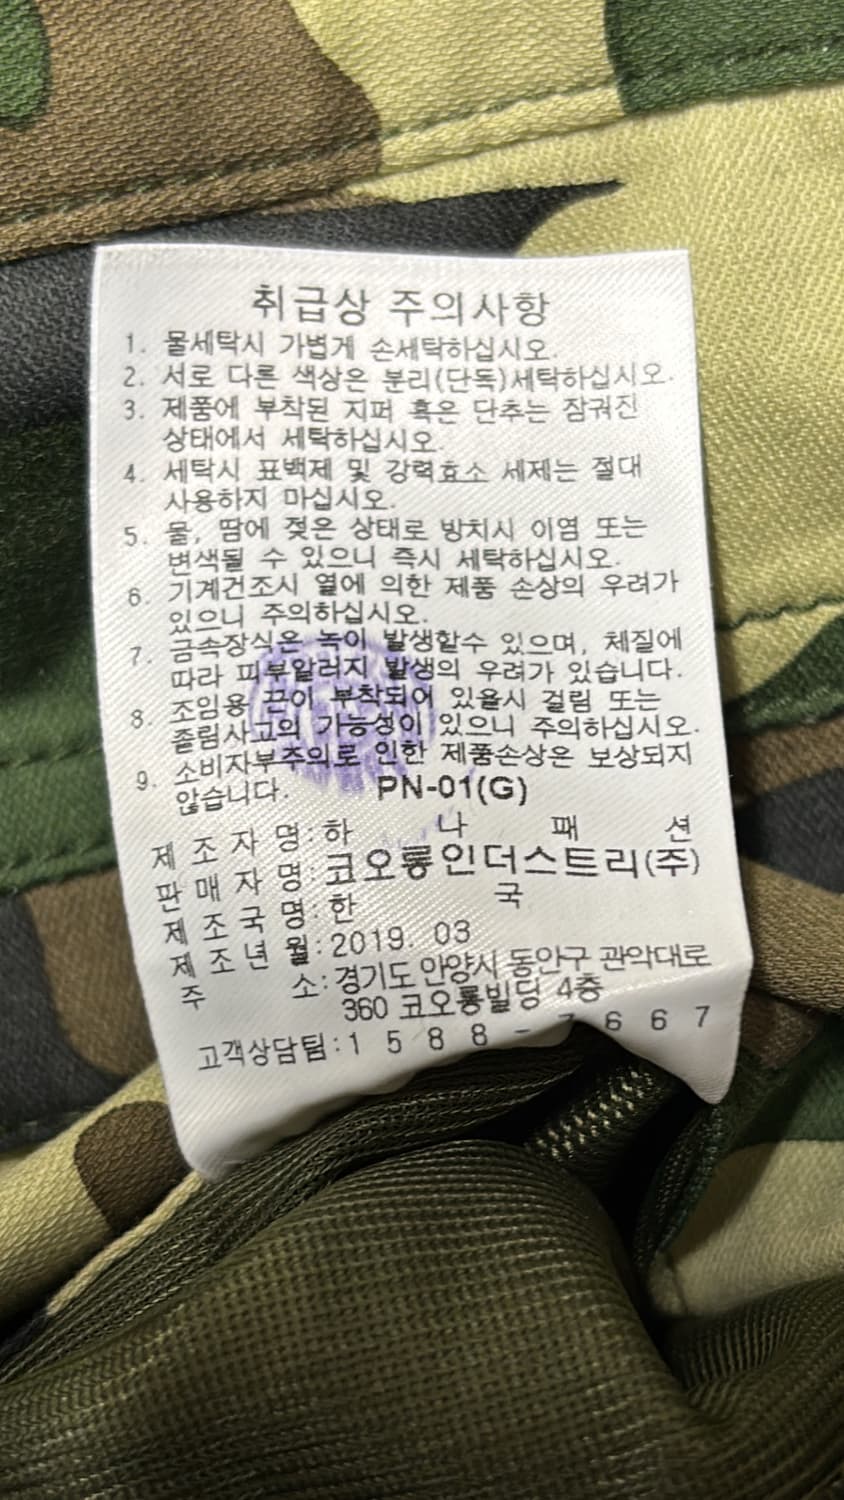 취급상 주의사항
1. 물세탁시 가볍게 손세탁하십시오.
2. 서로 다른 색상은 분리(단독)세탁하십시오.
3. 제품에 부착된 지퍼 혹은 단추는 잠궈진
상태에서 세탁하십시오.
4. 세탁시 표백제 및 강력효소 세제는 절대
사용하지 마십시오.
5. 물, 땀에 젖은 상태로 방치시 이염 또는
변색될 수 있으니 즉시 세탁하십시오.
6. 기계건조시 열에 의한 제품 손상의 우려가
있으니 주의하십시오.
7. 금속장식은 녹이 발생할수 있으며, 체질에
따라 피부알러지 발생의 우려가 있습니다.
8. 조임용 끈이 부착되어 있을시 걸림 또는
졸림사고의 가능성이 있으니 주의하십시오.
9. 소비자부주의로 인한 제품손상은 보상되지
않습니다. PN-01(G)
제 조 자 명:하 나 패 션
판 매 자 명:코오롱인더스트리(주)
제 조 국 명:한 국
제 조 년 월:2019. 03
주 소:경기도 안양시 동안구 관악대로
360 코오롱빌딩 4층
고객상담팀:1 5 8 8 - 7 6 6 7